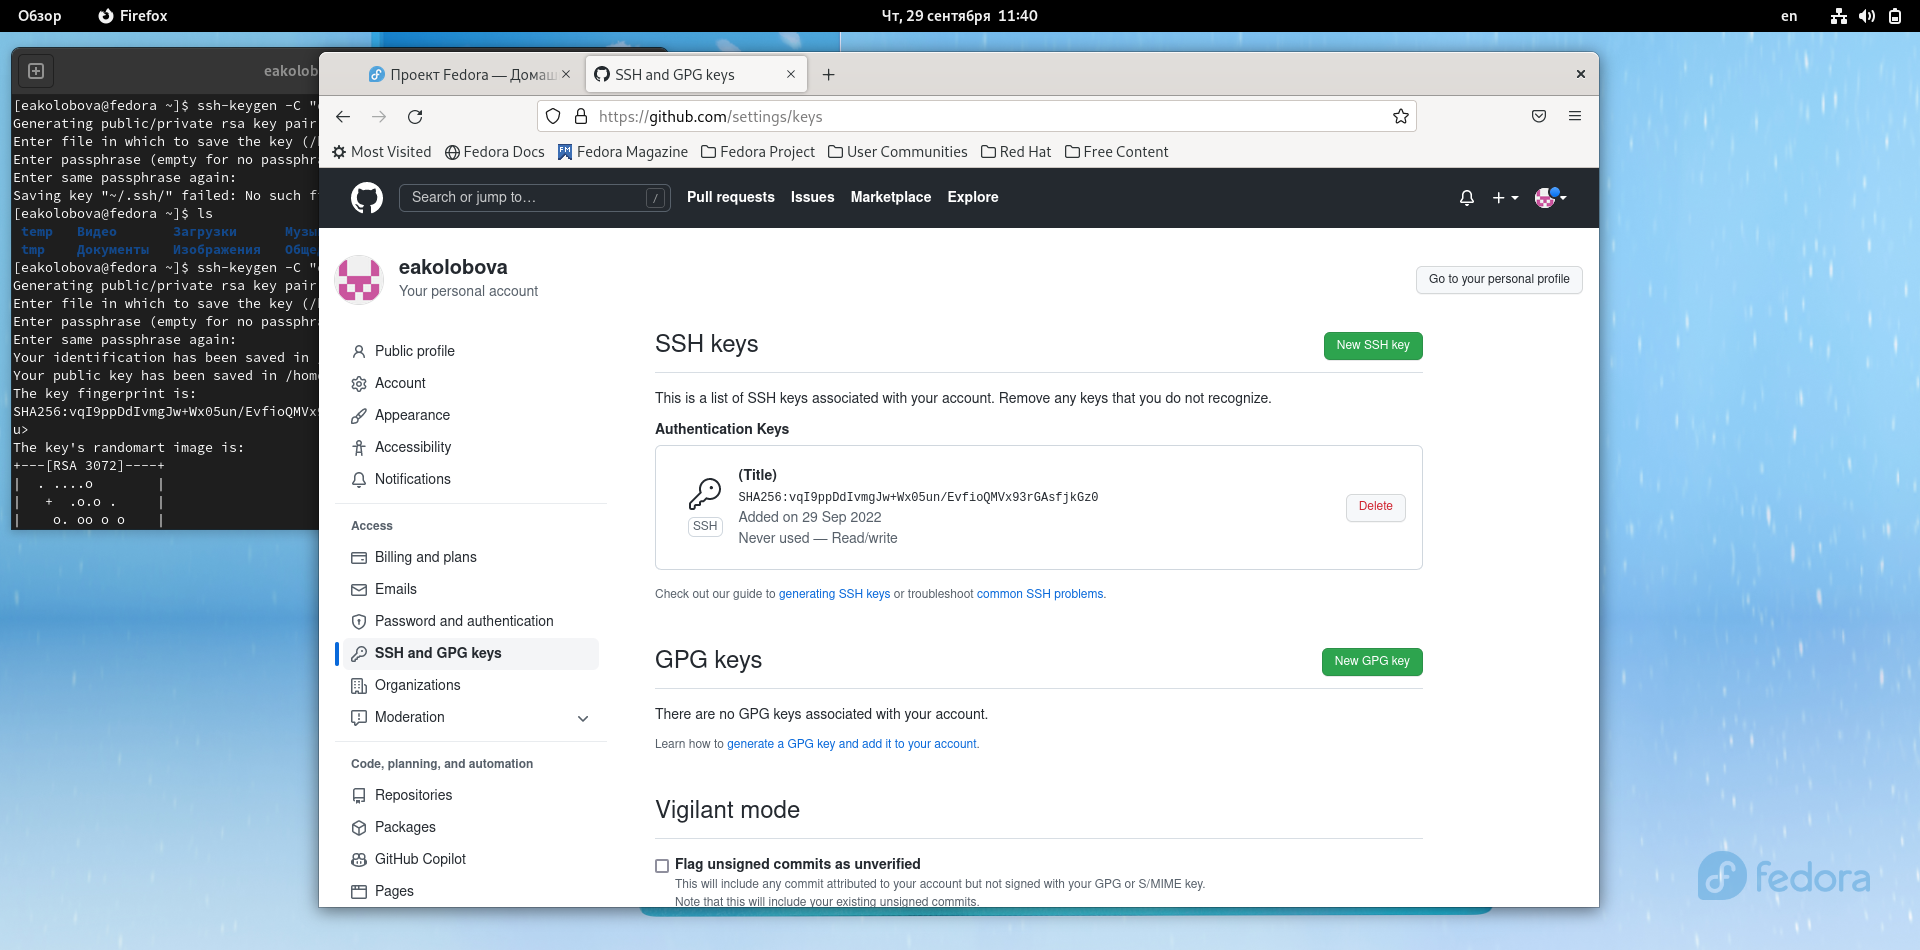 Обзор
Firefox
Чт, 29 сентября 11:40
en
eakolob
[eakolobova@fedora ~]$ ssh-keygen -C "
Generating public/private rsa key pair
Enter file in which to save the key (/
Enter passphrase (empty for no passphr
Enter same passphrase again:
Saving key "~/.ssh/" failed: No such f
[eakolobova@fedora ~]$ ls
temp Видео Загрузки Музы
tmp Документы Изображения Обще
[eakolobova@fedora ~]$ ssh-keygen -C "
Generating public/private rsa key pair
Enter file in which to save the key (/
Enter passphrase (empty for no passphr
Enter same passphrase again:
Your identification has been saved in
Your public key has been saved in /hom
The key fingerprint is:
SHA256:vqI9ppDdIvmgJw+Wx05un/EvfioQMVx
u>
The key's randomart image is:
+---[RSA 3072]----+
| . ....o |
| + .o.o . |
| o. oo o o |
Проект Fedora — Домаш
SSH and GPG keys
https://github.com/settings/keys
Most Visited
Fedora Docs
Fedora Magazine
Fedora Project
User Communities
Red Hat
Free Content
Search or jump to…
/
Pull requests
Issues
Marketplace
Explore
eakolobova
Your personal account
Go to your personal profile
Public profile
Account
Appearance
Accessibility
Notifications
Access
Billing and plans
Emails
Password and authentication
SSH and GPG keys
Organizations
Moderation
Code, planning, and automation
Repositories
Packages
GitHub Copilot
Pages
SSH keys
New SSH key
This is a list of SSH keys associated with your account. Remove any keys that you do not recognize.
Authentication Keys
(Title)
SHA256:vqI9ppDdIvmgJw+Wx05un/EvfioQMVx93rGAsfjkGz0
Added on 29 Sep 2022
Never used — Read/write
SSH
Delete
Check out our guide to generating SSH keys or troubleshoot common SSH problems.
GPG keys
New GPG key
There are no GPG keys associated with your account.
Learn how to generate a GPG key and add it to your account.
Vigilant mode
Flag unsigned commits as unverified
This will include any commit attributed to your account but not signed with your GPG or S/MIME key.
Note that this will include your existing unsigned commits.
fedora